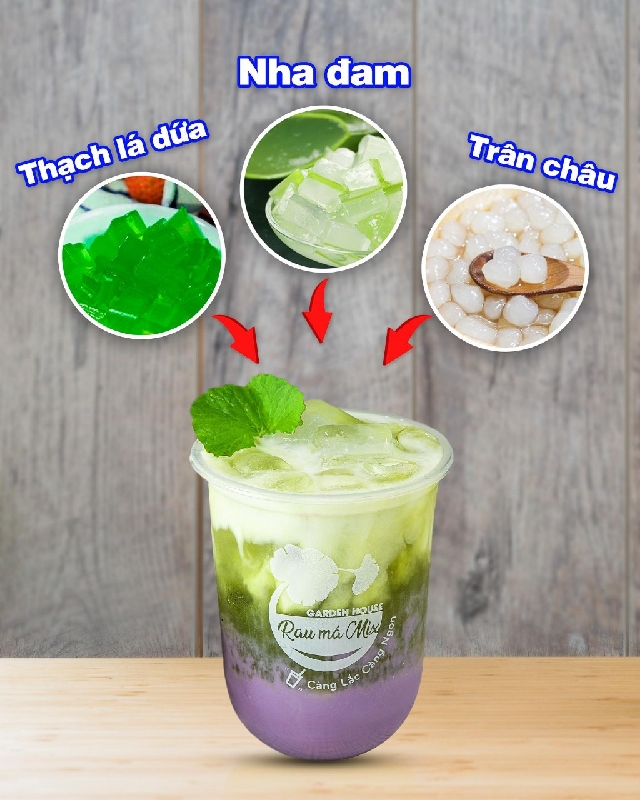 Nha đam
Thạch lá dứa
Trân châu
GARDEN HOUSE
Rau má Mix
Càng Lắc Càng Ngon